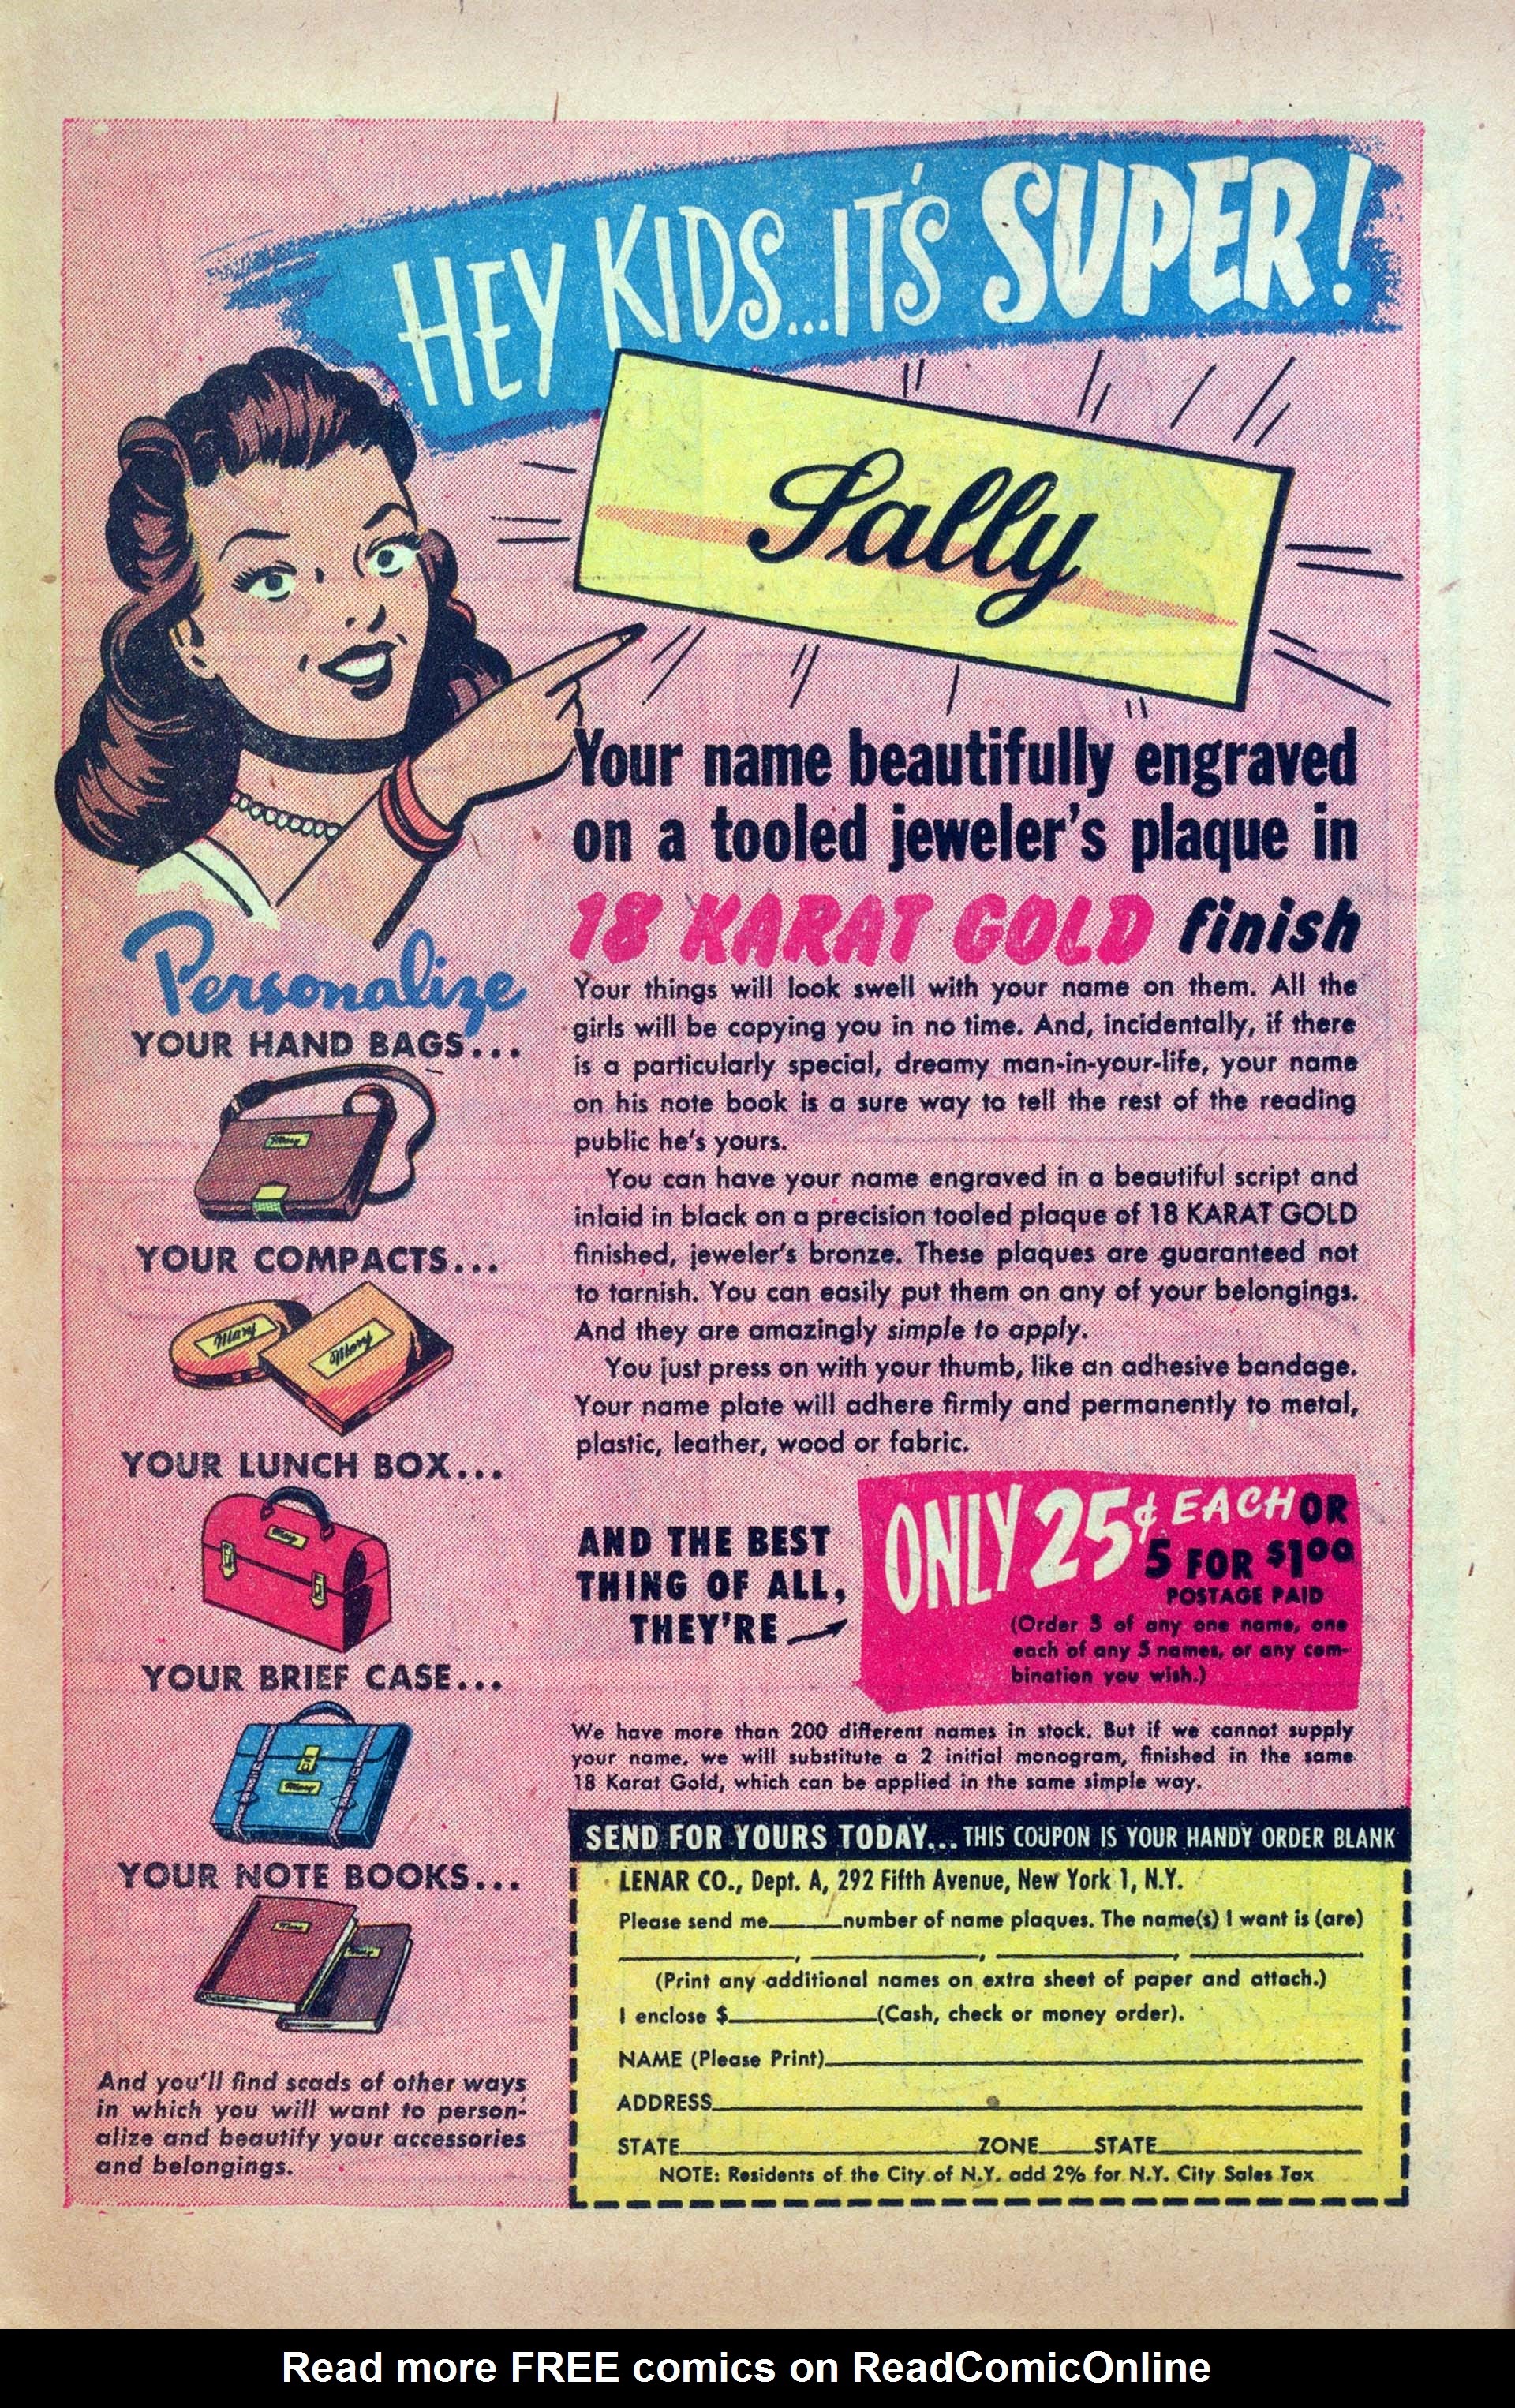 HEY KIDS...IT'S SUPER!
Sally
Your name beautifully engraved
on a tooled jeweler's plaque in
18 KARAT GOLD finish
Personalize
YOUR HAND BAGS...
Mary
YOUR COMPACTS...
Mary
Mary
YOUR LUNCH BOX...
Mary
YOUR BRIEF CASE...
Mary
YOUR NOTE BOOKS...
And you'll find scads of other ways
in which you will want to person-
alize and beautify your accessories
and belongings.
Your things will look swell with your name on them. All the
girls will be copying you in no time. And, incidentally, if there
is a particularly special, dreamy man-in-your-life, your name
on his note book is a sure way to tell the rest of the reading
public he's yours.
You can have your name engraved in a beautiful script and
inlaid in black on a precision tooled plaque of 18 KARAT GOLD
finished, jeweler's bronze. These plaques are guaranteed not
to tarnish. You can easily put them on any of your belongings.
And they are amazingly simple to apply.
You just press on with your thumb, like an adhesive bandage.
Your name plate will adhere firmly and permanently to metal,
plastic, leather, wood or fabric.
AND THE BEST
THING OF ALL,
THEY'RE
ONLY 25¢ EACH OR
5 FOR $1.00
POSTAGE PAID
(Order 5 of any one name, one
each of any 5 names, or any com-
bination you wish.)
We have more than 200 different names in stock. But if we cannot supply
your name, we will substitute a 2 initial monogram, finished in the same
18 Karat Gold, which can be applied in the same simple way.
SEND FOR YOURS TODAY... THIS COUPON IS YOUR HANDY ORDER BLANK
LENAR CO., Dept. A, 292 Fifth Avenue, New York 1, N.Y.
Please send me______number of name plaques. The name(s) I want is (are)
____________, ____________, ____________, ____________
(Print any additional names on extra sheet of paper and attach.)
I enclose $____________(Cash, check or money order).
NAME (Please Print)____________
ADDRESS____________
STATE____________ZONE____STATE____________
NOTE: Residents of the City of N.Y. add 2% for N.Y. City Sales Tax
Read more FREE comics on ReadComicOnline